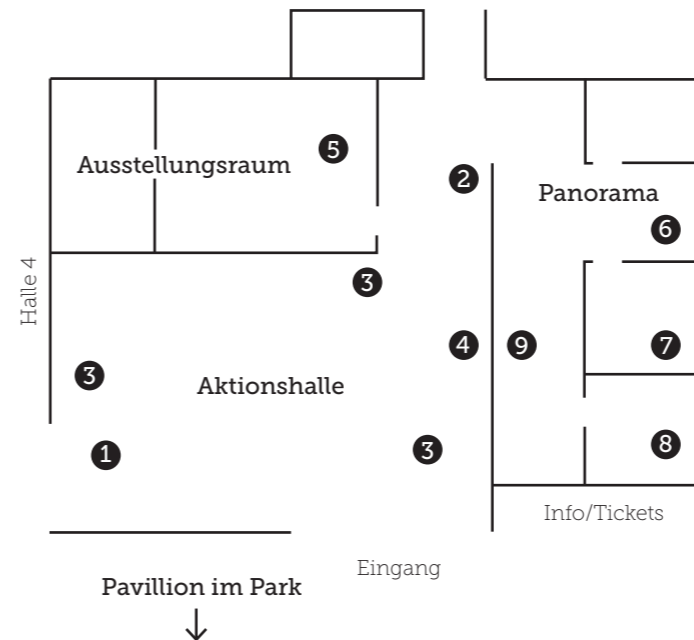 5
Ausstellungsraum
2
Panorama
6
Halle 4
3
4
9
7
3
Aktionshalle
1
3
8
Info/Tickets
Eingang
Pavillion im Park